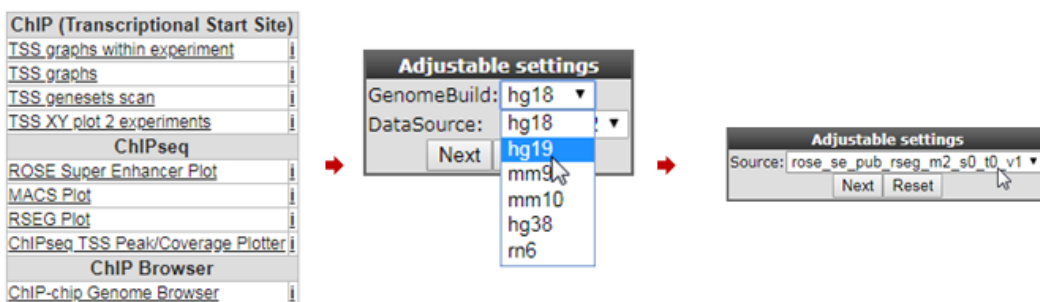 ChIP (Transcriptional Start Site)
TSS graphs within experiment i
TSS graphs i
TSS genesets scan i
TSS XY plot 2 experiments i
ChIPseq
ROSE Super Enhancer Plot i
MACS Plot i
RSEG Plot i
ChIPseq TSS Peak/Coverage Plotter i
ChIP Browser
ChIP-chip Genome Browser i
Adjustable settings
GenomeBuild: hg18
DataSource:
Next
hg18
hg19
mm9
mm10
hg38
rn6
Adjustable settings
Source: rose_se_pub_rseg_m2_s0_t0_v1
Next Reset